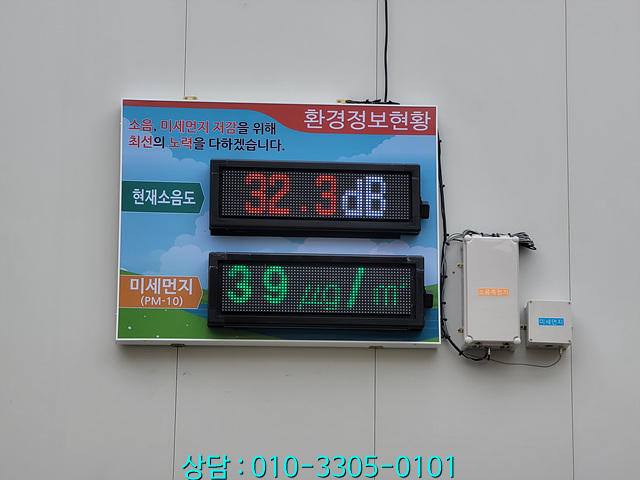 환경정보현황
소음, 미세먼지 저감을 위해
최선의 노력을 다하겠습니다.
현재소음도
32.3dB
미세먼지
(PM-10)
39 μg/m³
소음측정기
미세먼지
상담 : 010-3305-0101